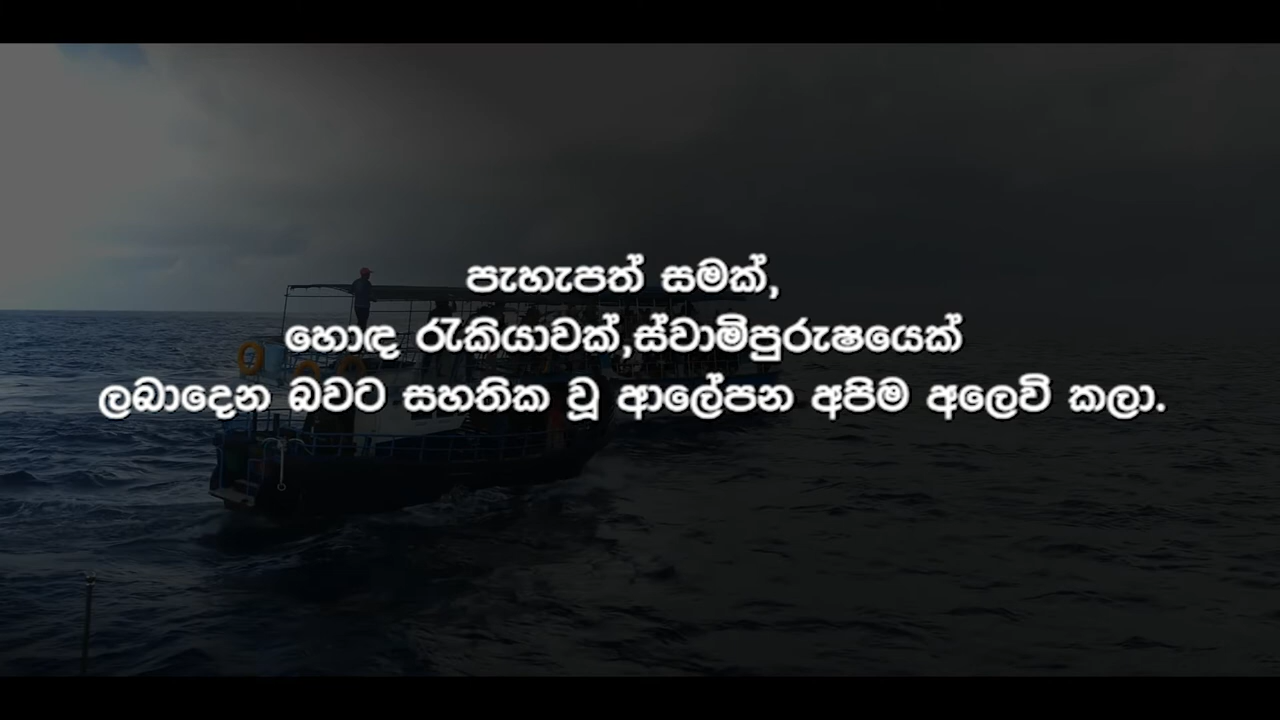 පැහැපත් සමක්,
හොඳ රැකියාවක්,ස්වාමිපුරුෂයෙක්
ලබාදෙන බවට සහතික වූ ආලේපන අපිම අලෙවි කලා.